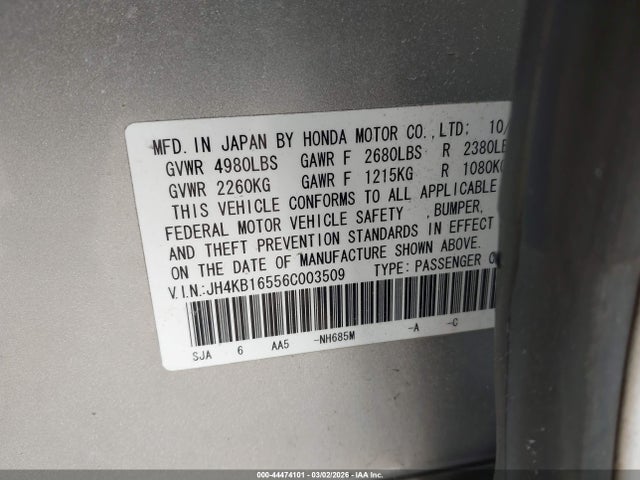 MFD. IN JAPAN BY HONDA MOTOR CO.,LTD; 10/
GVWR 4980LBS GAWR F 2680LBS R 2380LB
GVWR 2260KG GAWR F 1215KG R 1080KG
THIS VEHICLE CONFORMS TO ALL APPLICABLE
FEDERAL MOTOR VEHICLE SAFETY ,BUMPER,
AND THEFT PREVENTION STANDARDS IN EFFECT
ON THE DATE OF MANUFACTURE SHOWN ABOVE.
V.I.N:JH4KB16556C003509 TYPE: PASSENGER
SJA 6 AA5 -NH685M -A -C
000-44474101 - 03/02/2026 - IAA Inc.